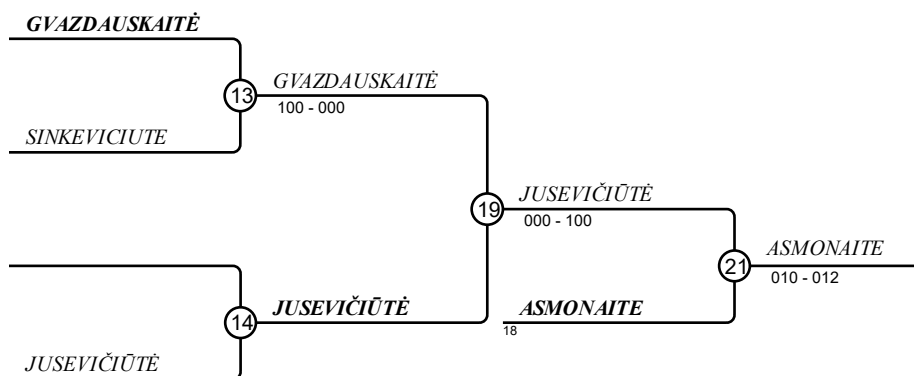 GVAZDAUSKAITĖ
13
GVAZDAUSKAITĖ
100 - 000
SINKEVICIUTE
19
JUSEVIČIŪTĖ
000 - 100
21
ASMONAITE
010 - 012
14
JUSEVIČIŪTĖ
ASMONAITE
18
JUSEVIČIŪTĖ